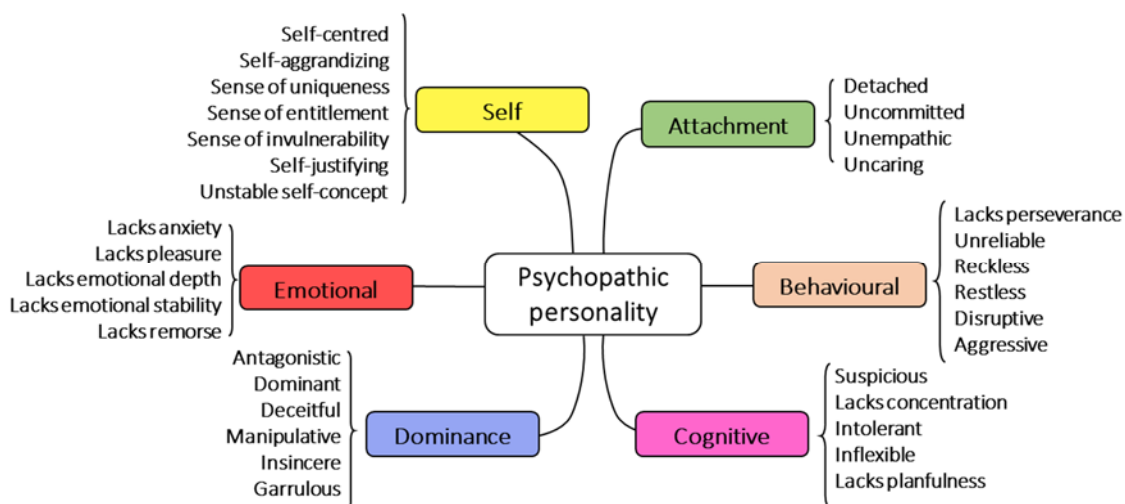 Self-centred
Self-aggrandizing
Sense of uniqueness
Sense of entitlement
Sense of invulnerability
Self-justifying
Unstable self-concept
Self
Attachment
Detached
Uncommitted
Unempathic
Uncaring
Lacks anxiety
Lacks pleasure
Lacks emotional depth
Lacks emotional stability
Lacks remorse
Emotional
Psychopathic
personality
Behavioural
Lacks perseverance
Unreliable
Reckless
Restless
Disruptive
Aggressive
Antagonistic
Dominant
Deceitful
Manipulative
Insincere
Garrulous
Dominance
Cognitive
Suspicious
Lacks concentration
Intolerant
Inflexible
Lacks planfulness